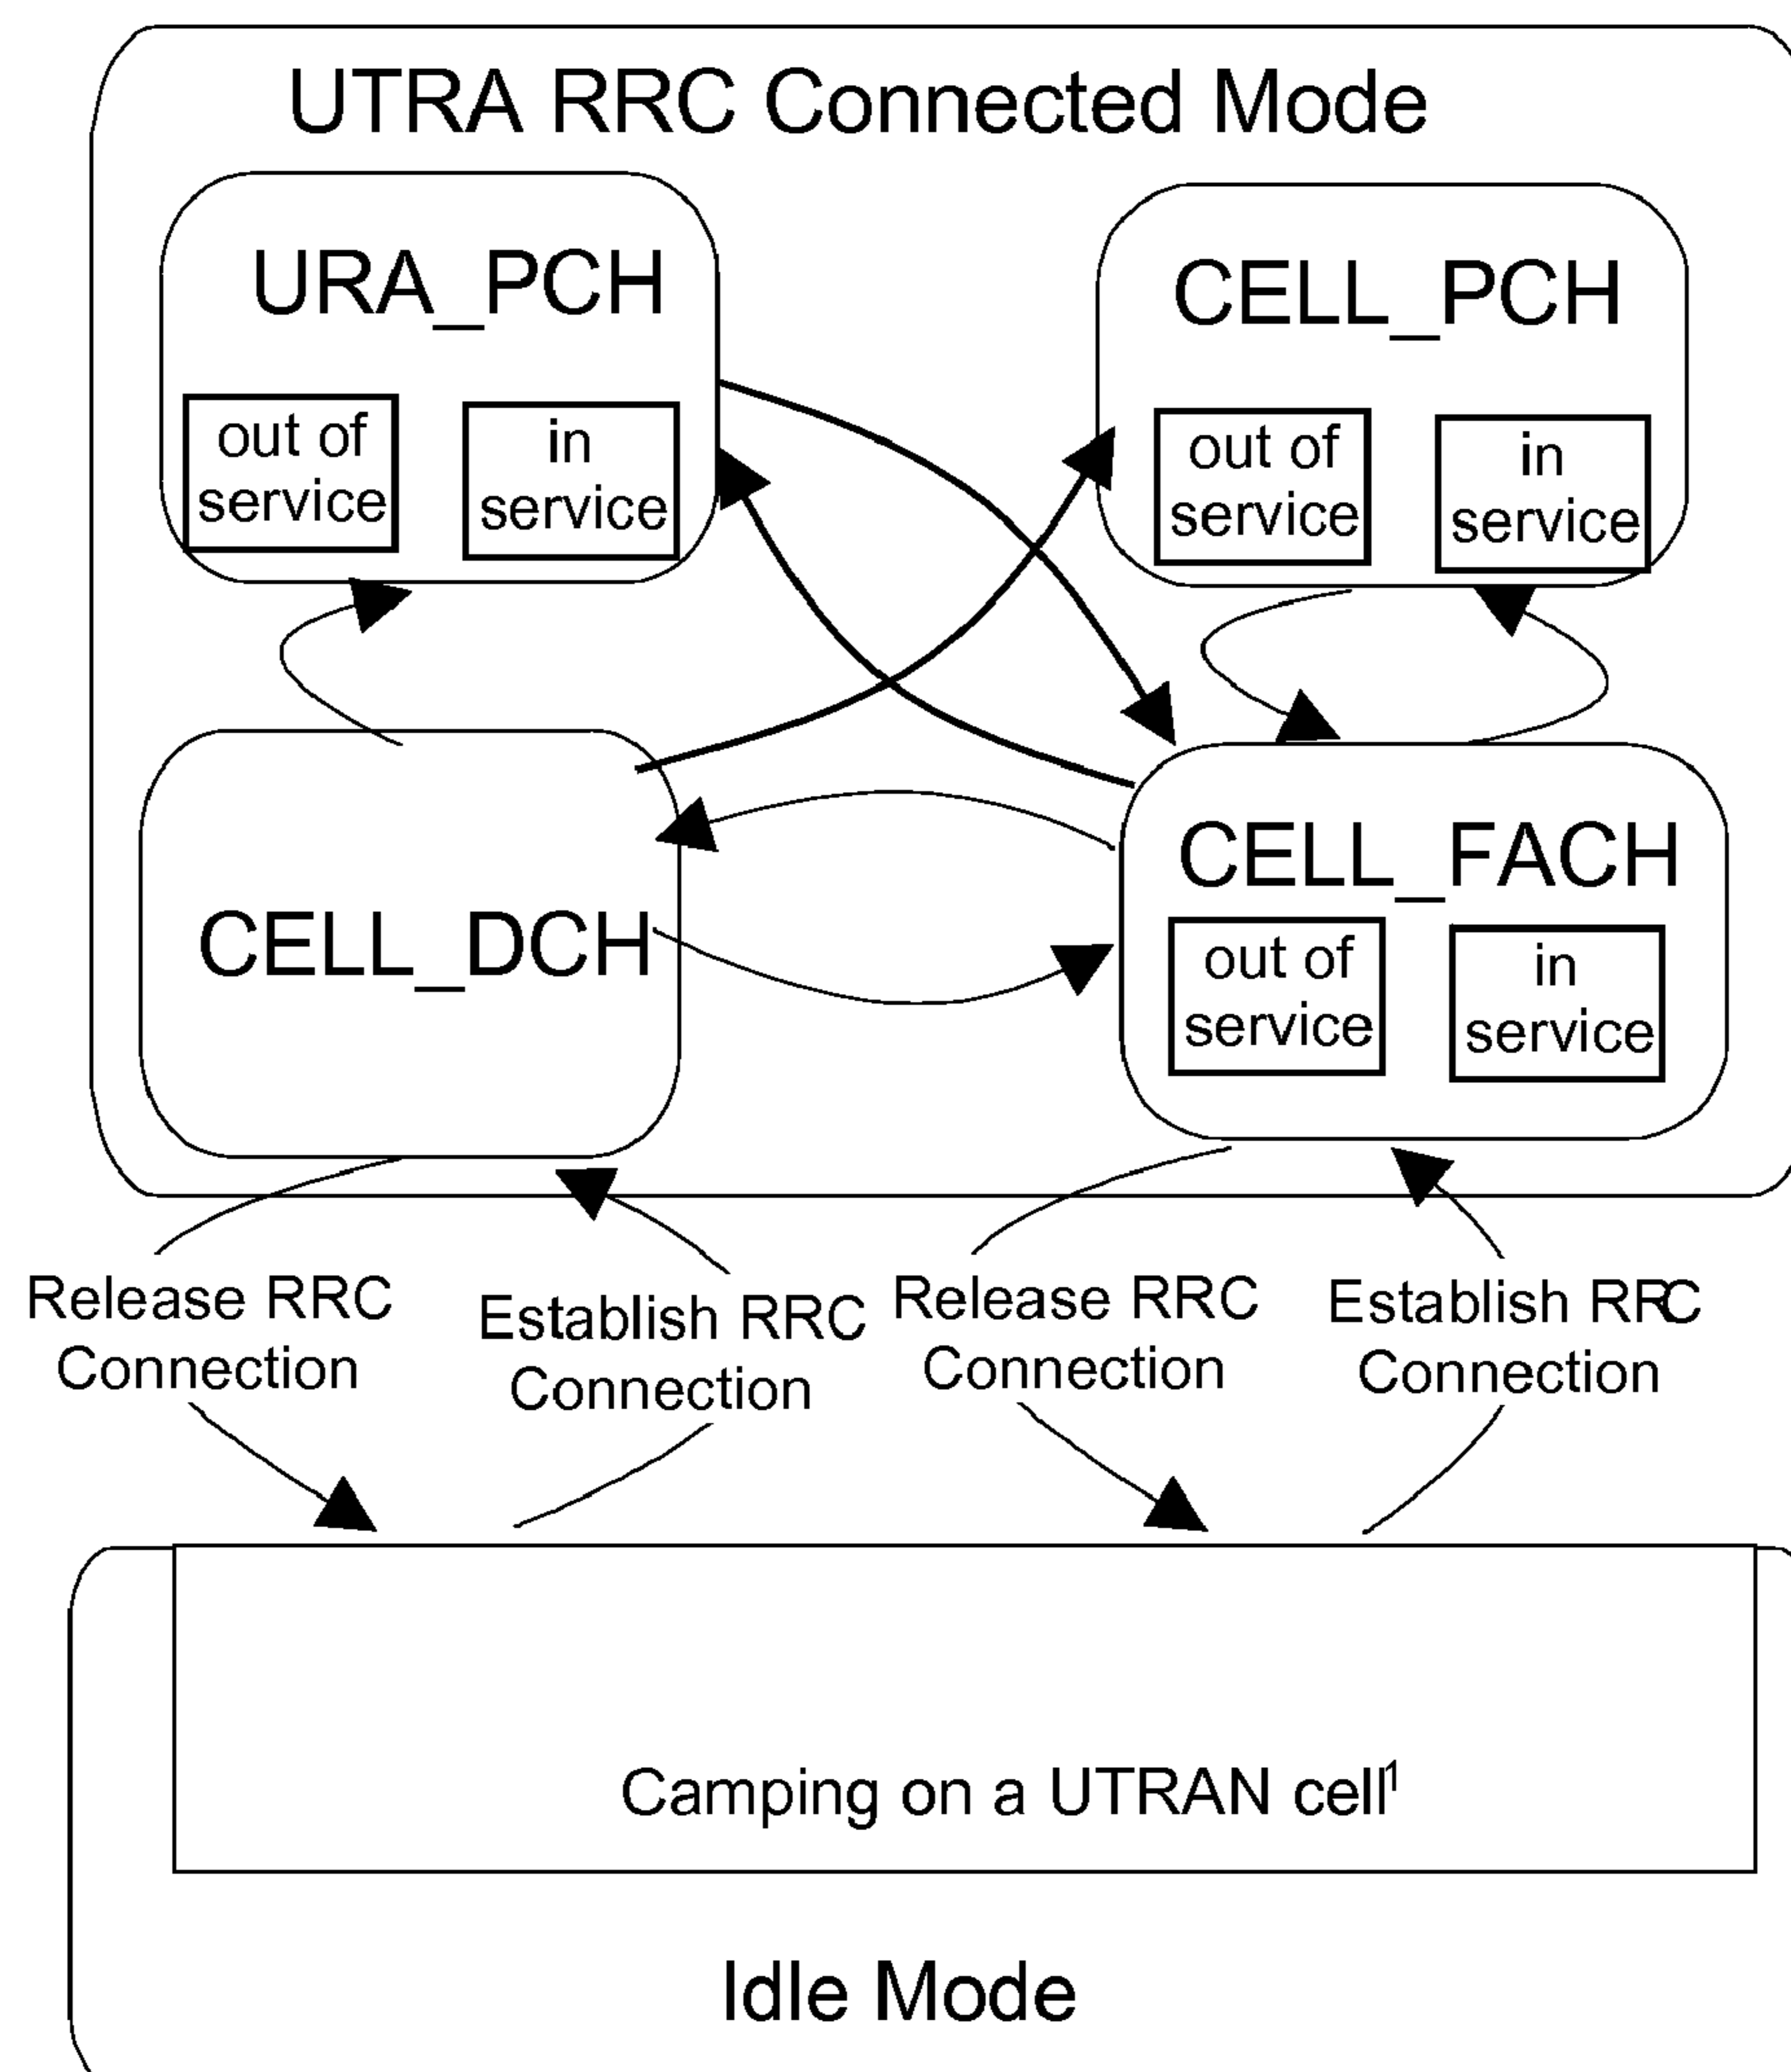 UTRA RRC Connected Mode
URA_PCH
out of
service
in
service
CELL_PCH
out of
service
in
service
CELL_DCH
CELL_FACH
out of
service
in
service
Release RRC
Connection
Establish RRC
Connection
Release RRC
Connection
Establish RRC
Connection
Camping on a UTRAN cell¹
Idle Mode